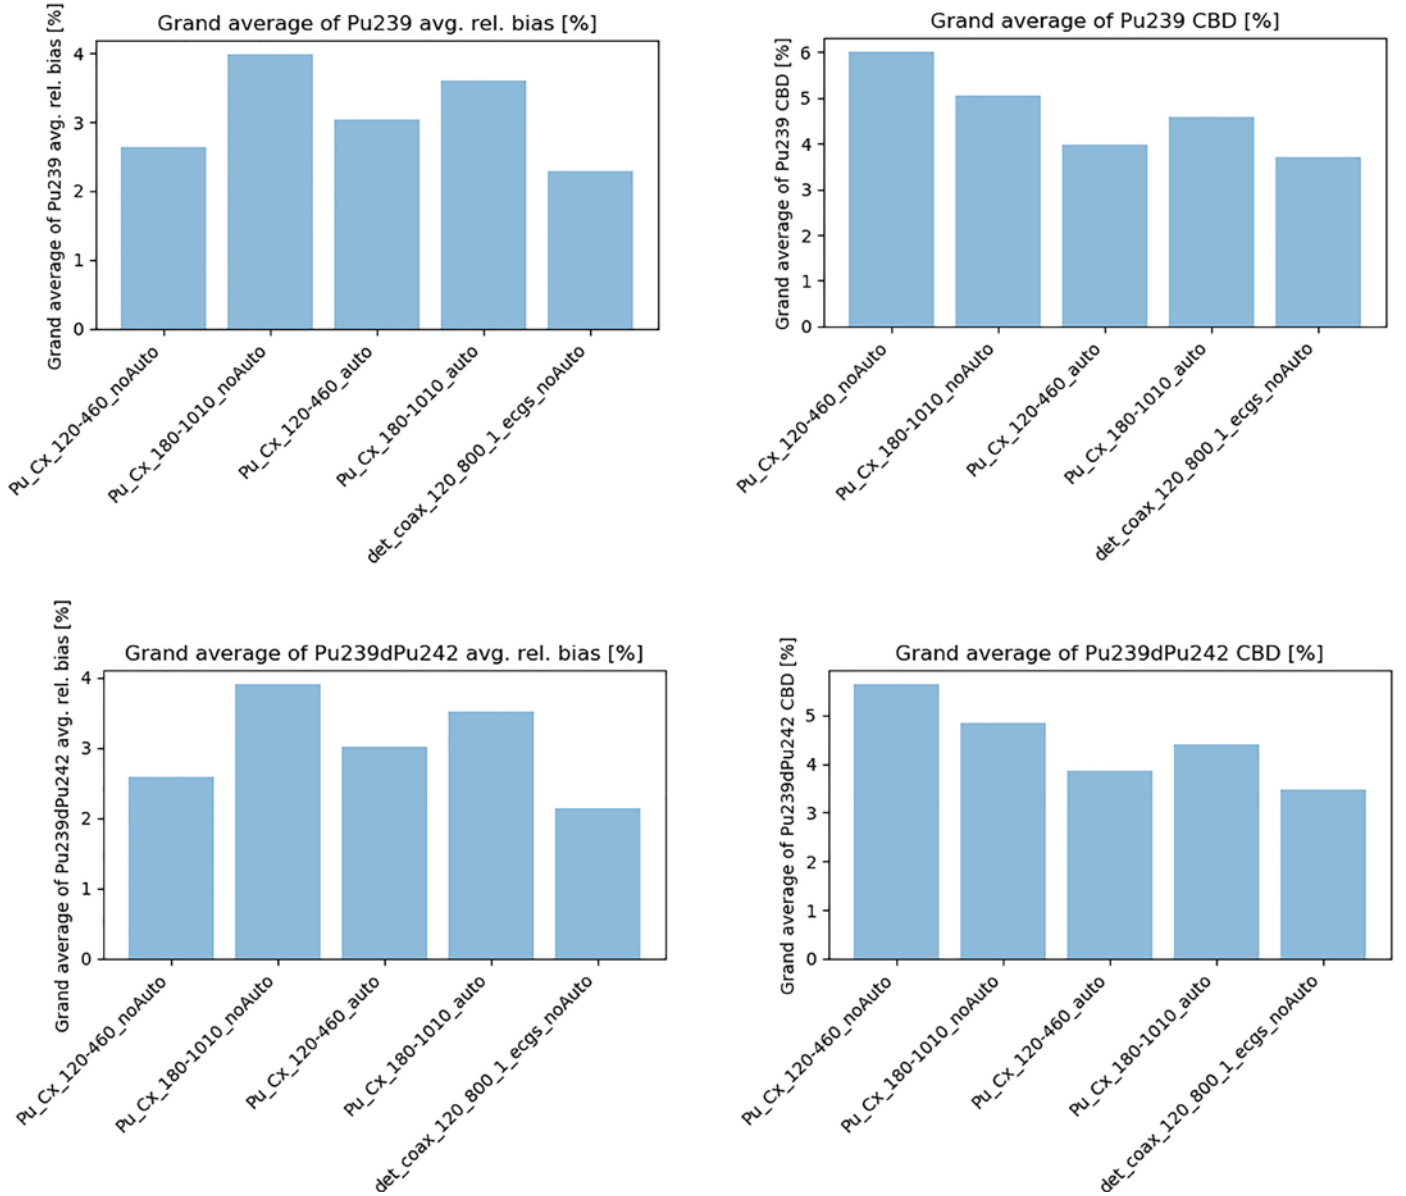 Grand average of Pu239 avg. rel. bias [%]
Grand average of Pu239 avg. rel. bias [%]
4
3
2
1
0
Pu_Cx_120-460_noAuto
Pu_Cx_180-1010_noAuto
Pu_Cx_120-460_auto
Pu_Cx_180-1010_auto
det_coax_120_800_1_ecgs_noAuto
Grand average of Pu239 CBD [%]
Grand average of Pu239 CBD [%]
6
5
4
3
2
1
0
Pu_Cx_120-460_noAuto
Pu_Cx_180-1010_noAuto
Pu_Cx_120-460_auto
Pu_Cx_180-1010_auto
det_coax_120_800_1_ecgs_noAuto
Grand average of Pu239dPu242 avg. rel. bias [%]
Grand average of Pu239dPu242 avg. rel. bias [%]
4
3
2
1
0
Pu_Cx_120-460_noAuto
Pu_Cx_180-1010_noAuto
Pu_Cx_120-460_auto
Pu_Cx_180-1010_auto
det_coax_120_800_1_ecgs_noAuto
Grand average of Pu239dPu242 CBD [%]
Grand average of Pu239dPu242 CBD [%]
5
4
3
2
1
0
Pu_Cx_120-460_noAuto
Pu_Cx_180-1010_noAuto
Pu_Cx_120-460_auto
Pu_Cx_180-1010_auto
det_coax_120_800_1_ecgs_noAuto